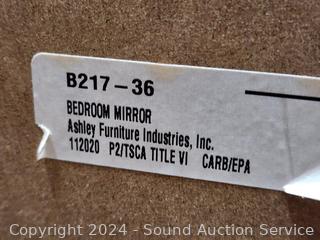 B217-36
BEDROOM MIRROR
Ashley Furniture Industries, Inc.
112020 P2/TSCA TITLE VI CARB/EPA
Copyright © 2024 - Sound Auction Service